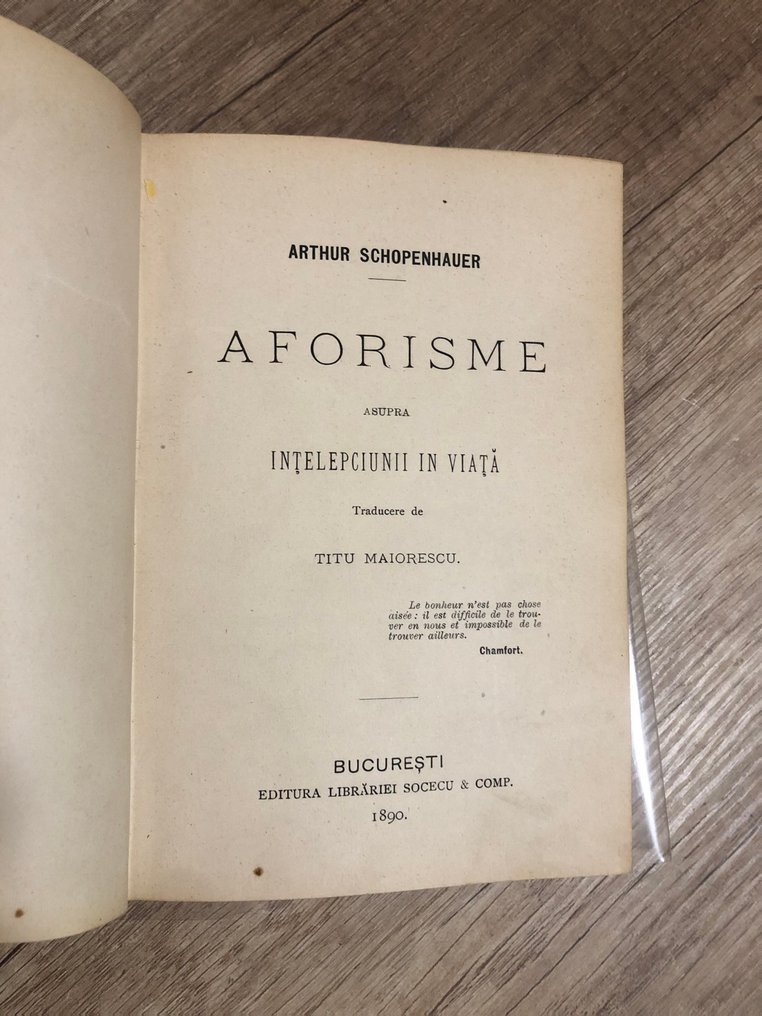 ARTHUR SCHOPENHAUER
AFORISME
ASUPRA
INȚELEPCIUNII IN VIAȚĂ
Traducere de
TITU MAIORESCU.
Le bonheur n'est pas chose
aisée : il est difficile de le trou-
ver en nous et impossible de le
trouver ailleurs.
Chamfort.
BUCUREȘTI
EDITURA LIBRĂRIEI SOCECU & COMP.
1890.